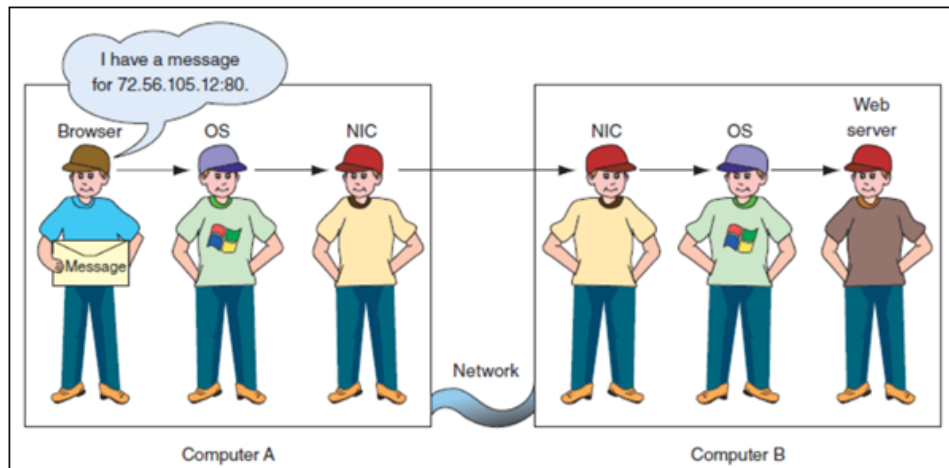 I have a message
for 72.56.105.12:80.
Browser
OS
NIC
NIC
OS
Web
server
Message
Network
Computer A
Computer B